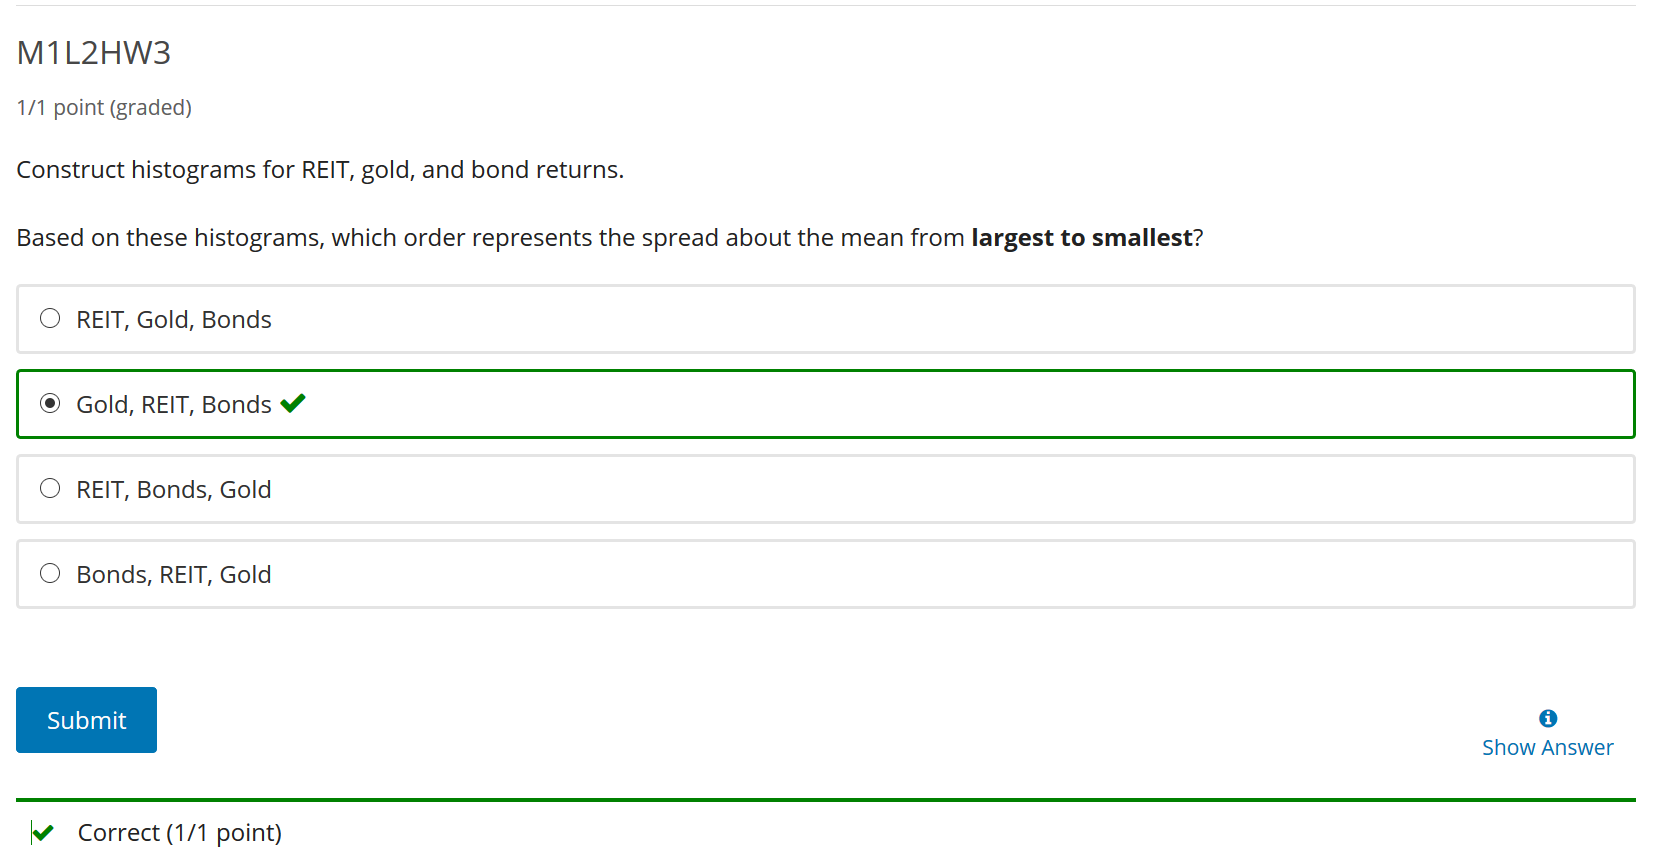 M1L2HW3
1/1 point (graded)
Construct histograms for REIT, gold, and bond returns.
Based on these histograms, which order represents the spread about the mean from largest to smallest?
REIT, Gold, Bonds
Gold, REIT, Bonds
REIT, Bonds, Gold
Bonds, REIT, Gold
Submit
Show Answer
Correct (1/1 point)